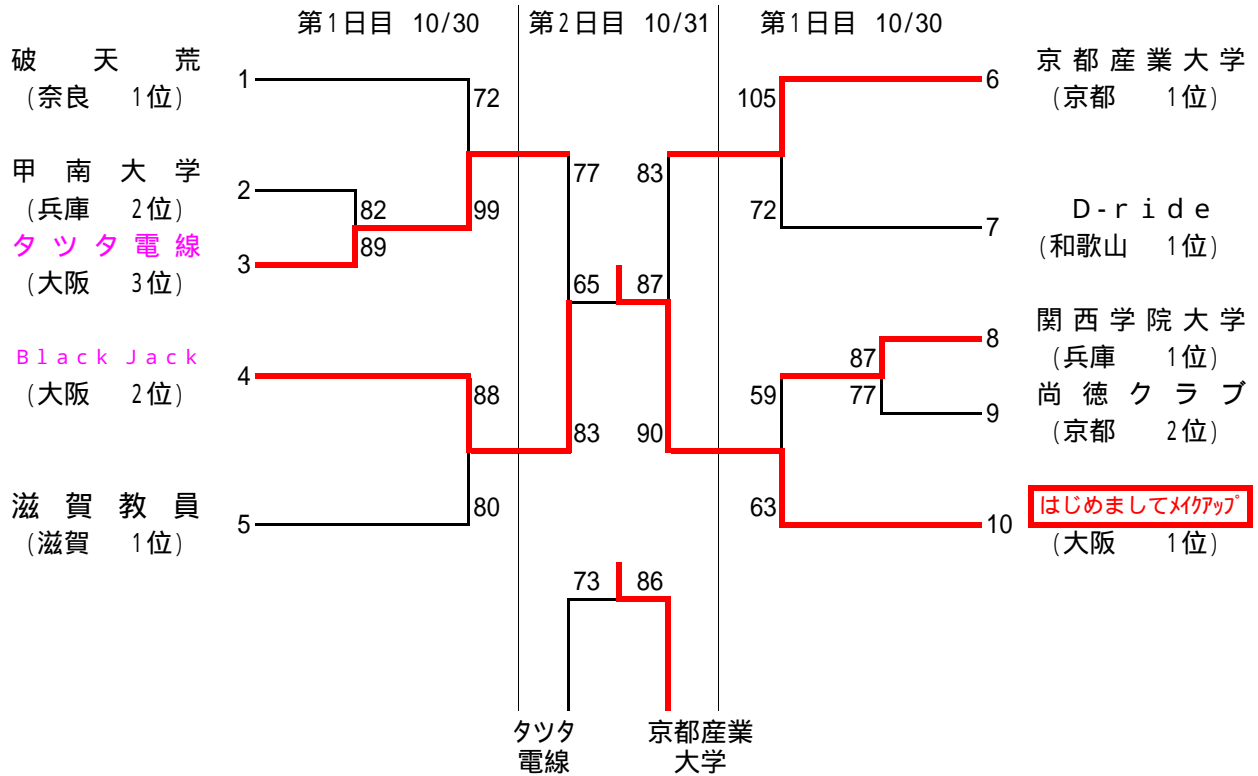 第1日目 10/30
第2日目 10/31
第1日目 10/30
破天荒
(奈良 1位)
1
72
甲南大学
(兵庫 2位)
2
82
99
タツタ電線
(大阪 3位)
3
89
Black Jack
(大阪 2位)
4
88
滋賀教員
(滋賀 1位)
5
80
77
83
65
87
83
90
73
86
タツタ
電線
京都産業
大学
105
6
京都産業大学
(京都 1位)
72
7
D-ride
(和歌山 1位)
87
8
関西学院大学
(兵庫 1位)
59
77
9
尚徳クラブ
(京都 2位)
63
10
はじめましてメイクアップ
(大阪 1位)